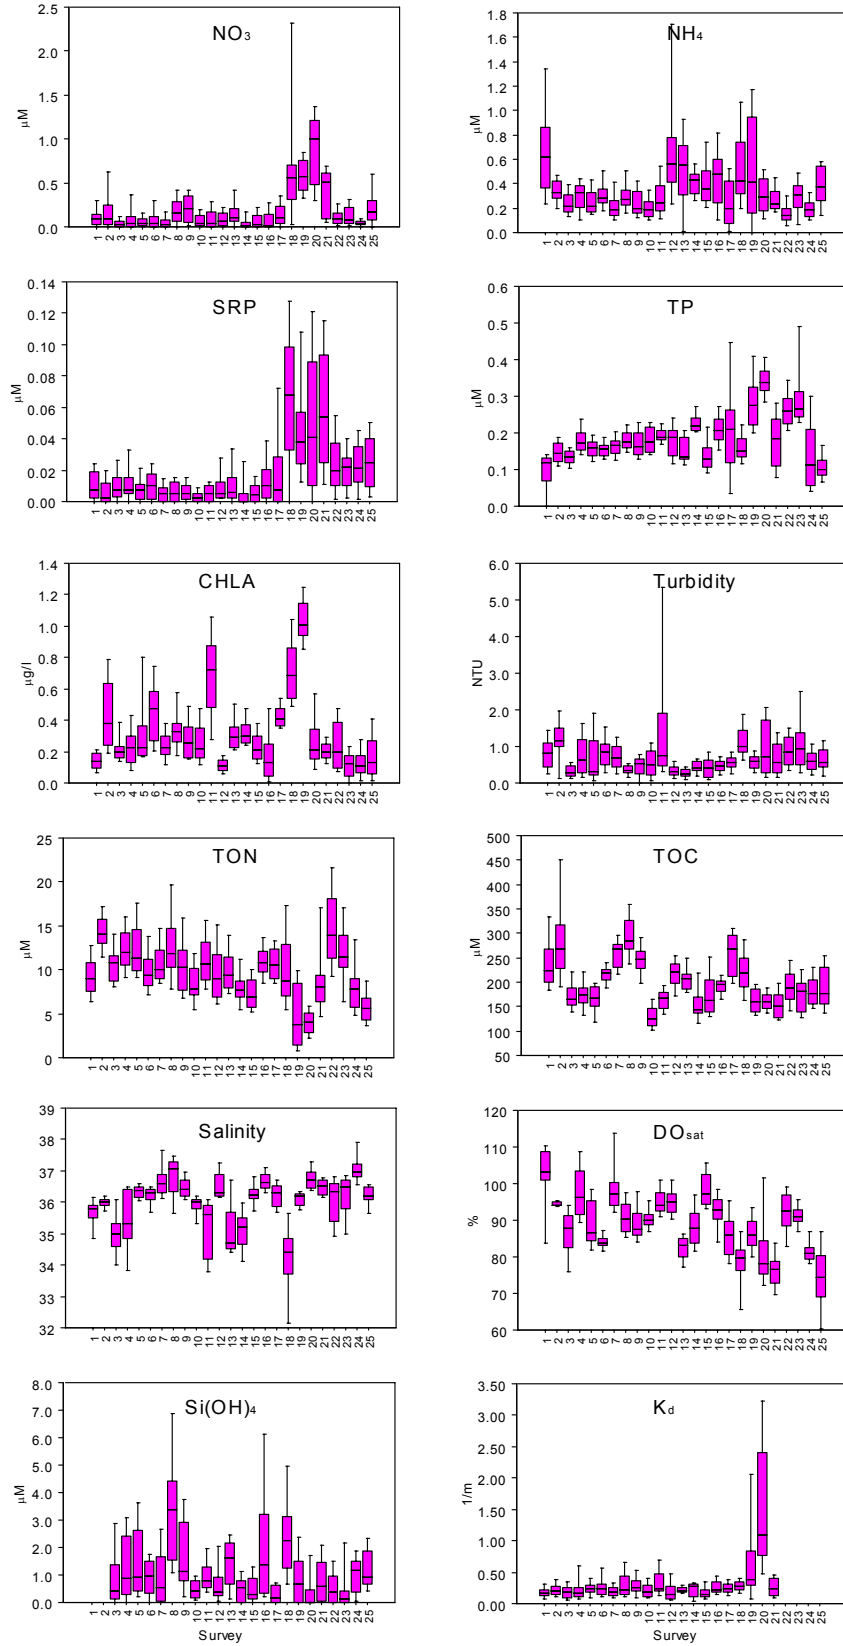 NO3
μM
2.5
2.0
1.5
1.0
0.5
0.0
1 2 3 4 5 6 7 8 9 10 11 12 13 14 15 16 17 18 19 20 21 22 23 24 25
NH4
μM
1.8
1.6
1.4
1.2
1.0
0.8
0.6
0.4
0.2
0.0
1 2 3 4 5 6 7 8 9 10 11 12 13 14 15 16 17 18 19 20 21 22 23 24 25
SRP
μM
0.14
0.12
0.10
0.08
0.06
0.04
0.02
0.00
1 2 3 4 5 6 7 8 9 10 11 12 13 14 15 16 17 18 19 20 21 22 23 24 25
TP
μM
0.6
0.5
0.4
0.3
0.2
0.1
0.0
1 2 3 4 5 6 7 8 9 10 11 12 13 14 15 16 17 18 19 20 21 22 23 24 25
CHLA
μg/l
1.4
1.2
1.0
0.8
0.6
0.4
0.2
0.0
1 2 3 4 5 6 7 8 9 10 11 12 13 14 15 16 17 18 19 20 21 22 23 24 25
Turbidity
NTU
6.0
5.0
4.0
3.0
2.0
1.0
0.0
1 2 3 4 5 6 7 8 9 10 11 12 13 14 15 16 17 18 19 20 21 22 23 24 25
TON
μM
25
20
15
10
5
0
1 2 3 4 5 6 7 8 9 10 11 12 13 14 15 16 17 18 19 20 21 22 23 24 25
TOC
μM
500
450
400
350
300
250
200
150
100
50
1 2 3 4 5 6 7 8 9 10 11 12 13 14 15 16 17 18 19 20 21 22 23 24 25
Salinity
39
38
37
36
35
34
33
32
1 2 3 4 5 6 7 8 9 10 11 12 13 14 15 16 17 18 19 20 21 22 23 24 25
DOsat
%
120
110
100
90
80
70
60
1 2 3 4 5 6 7 8 9 10 11 12 13 14 15 16 17 18 19 20 21 22 23 24 25
Si(OH)4
μM
8.0
7.0
6.0
5.0
4.0
3.0
2.0
1.0
0.0
1 2 3 4 5 6 7 8 9 10 11 12 13 14 15 16 17 18 19 20 21 22 23 24 25
Survey
Kd
1/m
3.50
3.00
2.50
2.00
1.50
1.00
0.50
0.00
1 2 3 4 5 6 7 8 9 10 11 12 13 14 15 16 17 18 19 20 21 22 23 24 25
Survey